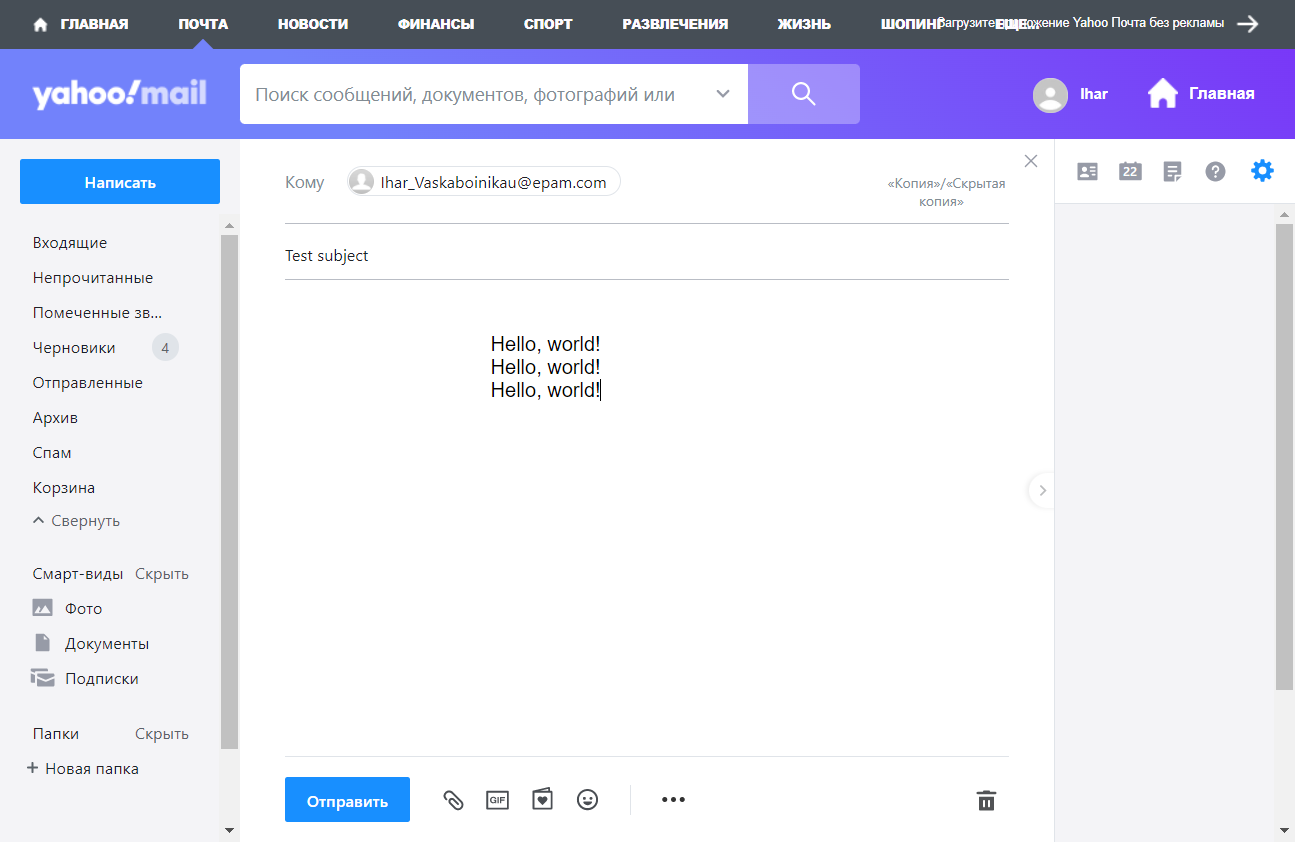 ГЛАВНАЯ ПОЧТА НОВОСТИ ФИНАНСЫ СПОРТ РАЗВЛЕЧЕНИЯ ЖИЗНЬ ШОПИНГ ЕЩЕ... Загрузите приложение Yahoo Почта без рекламы
yahoo!mail
Поиск сообщений, документов, фотографий или
Ihar
Главная
Написать
Входящие
Непрочитанные
Помеченные зв...
Черновики 4
Отправленные
Архив
Спам
Корзина
Свернуть
Смарт-виды Скрыть
Фото
Документы
Подписки
Папки Скрыть
+ Новая папка
Кому Ihar_Vaskaboinikau@epam.com
«Копия»/«Скрытая
копия»
Test subject
Hello, world!
Hello, world!
Hello, world!
Отправить
GIF
22